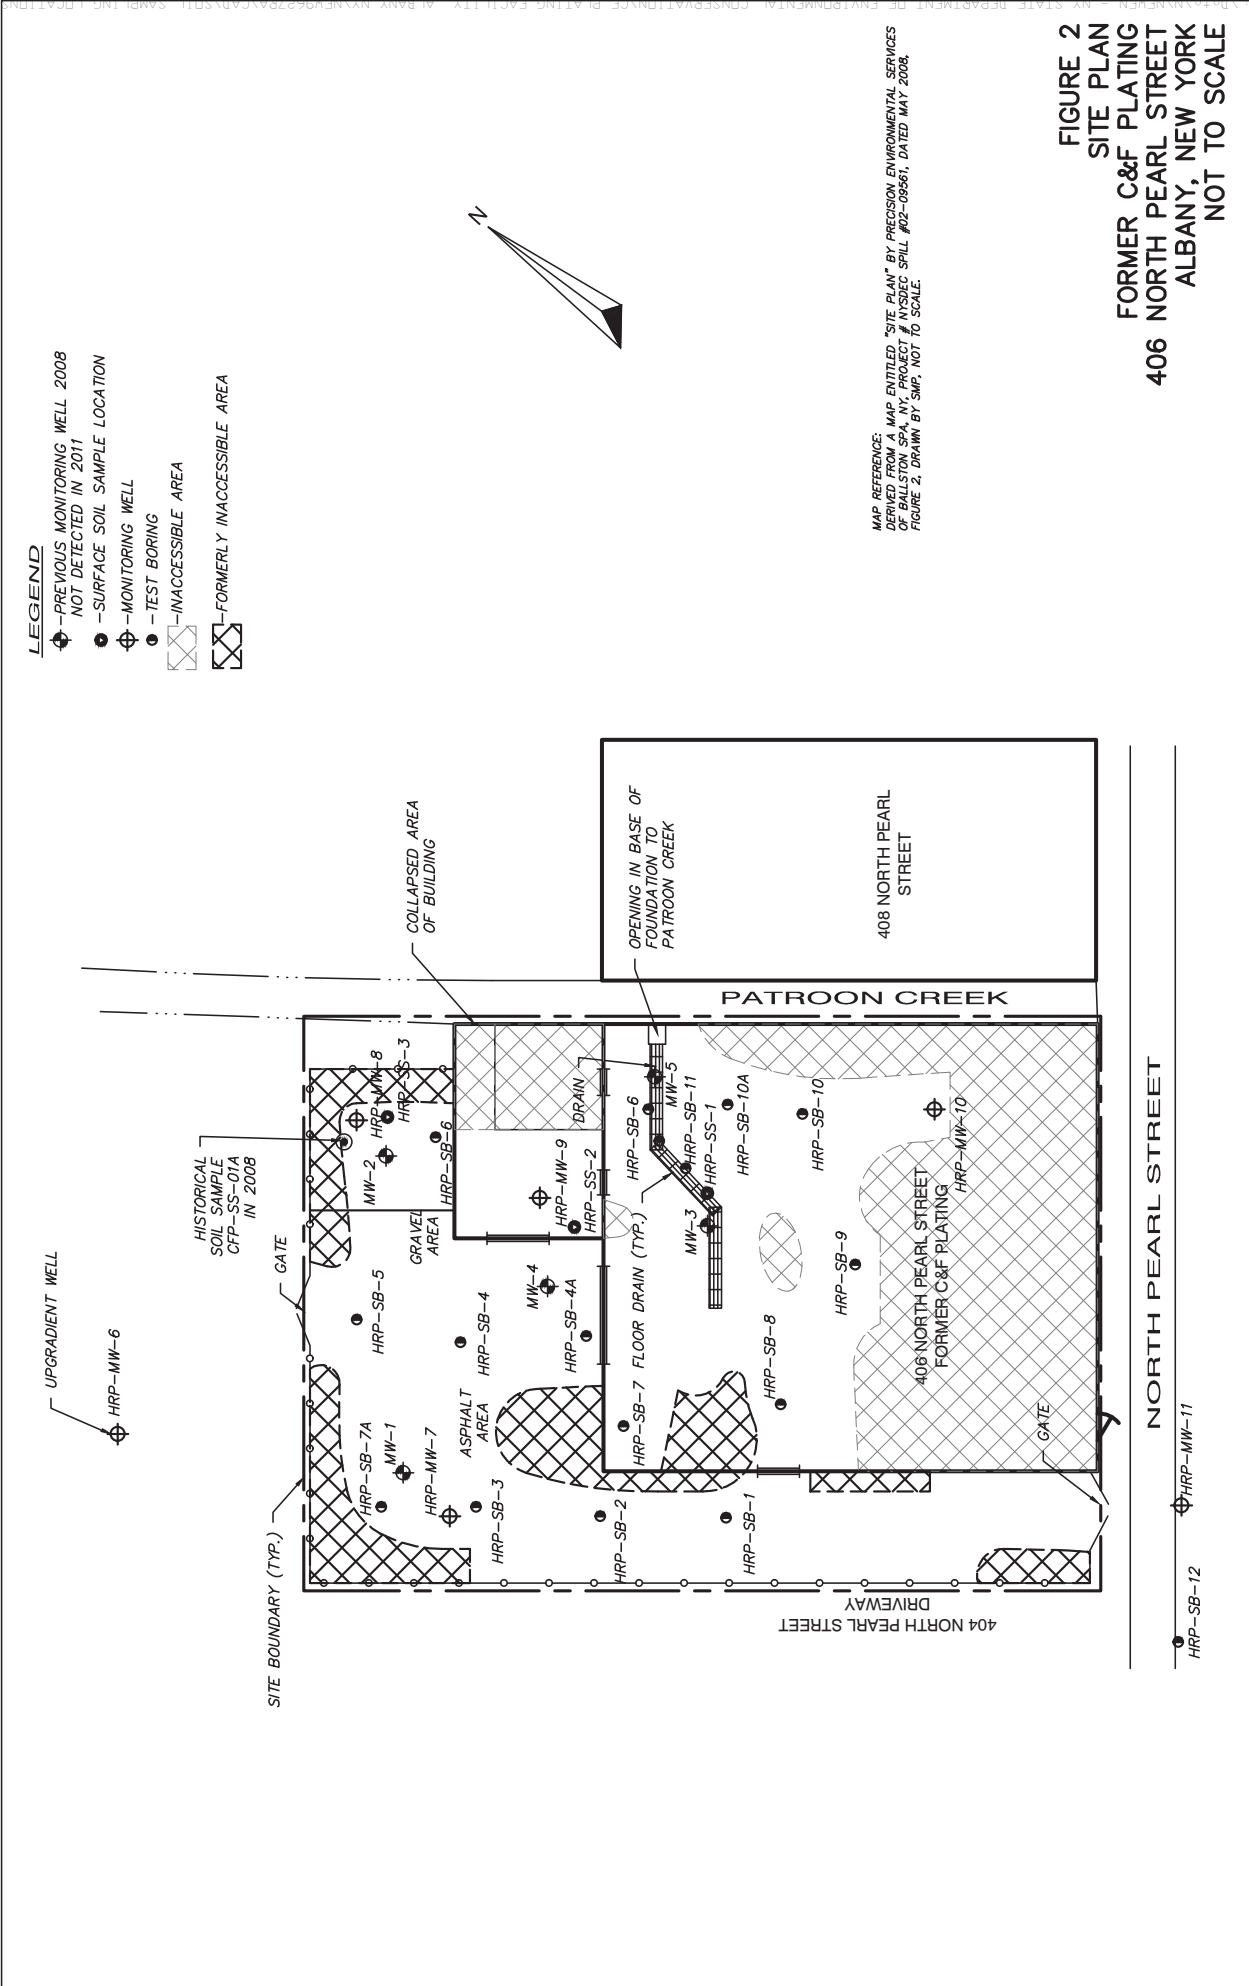 LEGEND
-PREVIOUS MONITORING WELL 2008
NOT DETECTED IN 2011
-SURFACE SOIL SAMPLE LOCATION
-MONITORING WELL
-TEST BORING
-INACCESSIBLE AREA
-FORMERLY INACCESSIBLE AREA
N
MAP REFERENCE:
DERIVED FROM A MAP ENTITLED "SITE PLAN" BY PRECISION ENVIRONMENTAL SERVICES
OF BALLSTON SPA, NY, PROJECT # NYSDEC SPILL #02-09561, DATED MAY 2008,
FIGURE 2, DRAWN BY SMP, NOT TO SCALE.
FIGURE 2
SITE PLAN
FORMER C&F PLATING
406 NORTH PEARL STREET
ALBANY, NEW YORK
NOT TO SCALE
UPGRADIENT WELL
HRP-MW-6
HISTORICAL
SOIL SAMPLE
CFP-SS-01A
IN 2008
GATE
SITE BOUNDARY (TYP.)
COLLAPSED AREA
OF BUILDING
OPENING IN BASE OF
FOUNDATION TO
PATROON CREEK
408 NORTH PEARL
STREET
PATROON CREEK
HRP-MW-8
HRP-SS-3
MW-2
HRP-SB-6
GRAVEL
AREA
HRP-SB-5
HRP-SB-4
MW-4
HRP-SB-4A
HRP-MW-9
HRP-SS-2
DRAIN
HRP-SB-7A
MW-1
HRP-MW-7
ASPHALT
AREA
HRP-SB-3
HRP-SB-2
HRP-SB-1
HRP-SB-6
MW-5
HRP-SB-11
HRP-SS-1
HRP-SB-10A
HRP-SB-10
HRP-MW-10
MW-3
FLOOR DRAIN (TYP.)
HRP-SB-7
HRP-SB-8
HRP-SB-9
406 NORTH PEARL STREET
FORMER C&F PLATING
GATE
404 NORTH PEARL STREET
DRIVEWAY
NORTH PEARL STREET
HRP-MW-11
HRP-SB-12